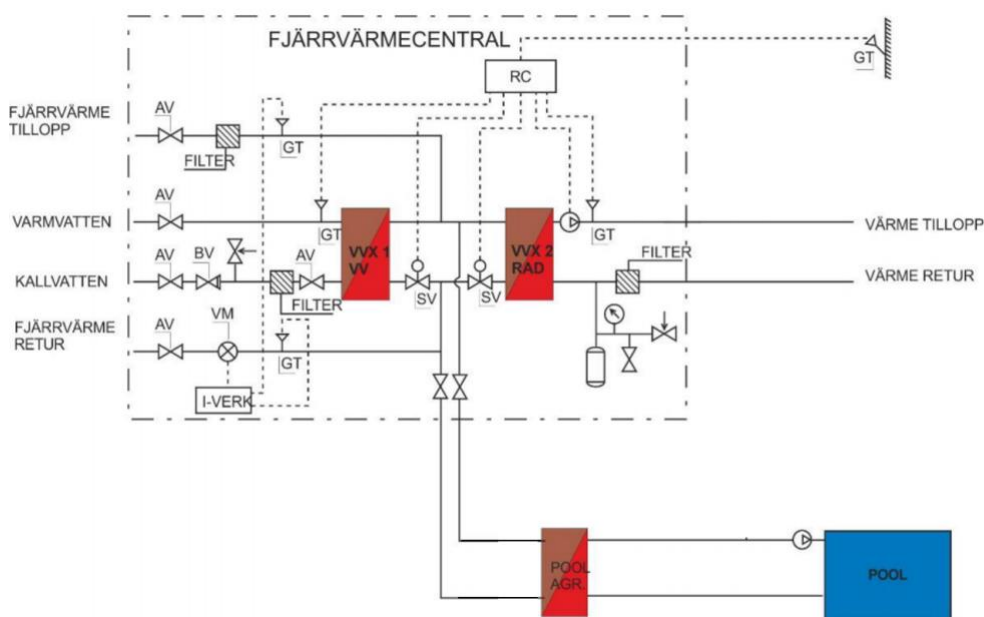 FJÄRRVÄRMECENTRAL
RC
GT
FJÄRRVÄRME
TILLOPP
AV
FILTER
GT
VARMVATTEN
AV
GT
VVX 1
VV
VVX 2
RAD
GT
VÄRME TILLOPP
KALLVATTEN
AV
BV
FILTER
AV
SV
SV
FILTER
VÄRME RETUR
FJÄRRVÄRME
RETUR
AV
VM
GT
I-VERK
POOL
AGR.
POOL